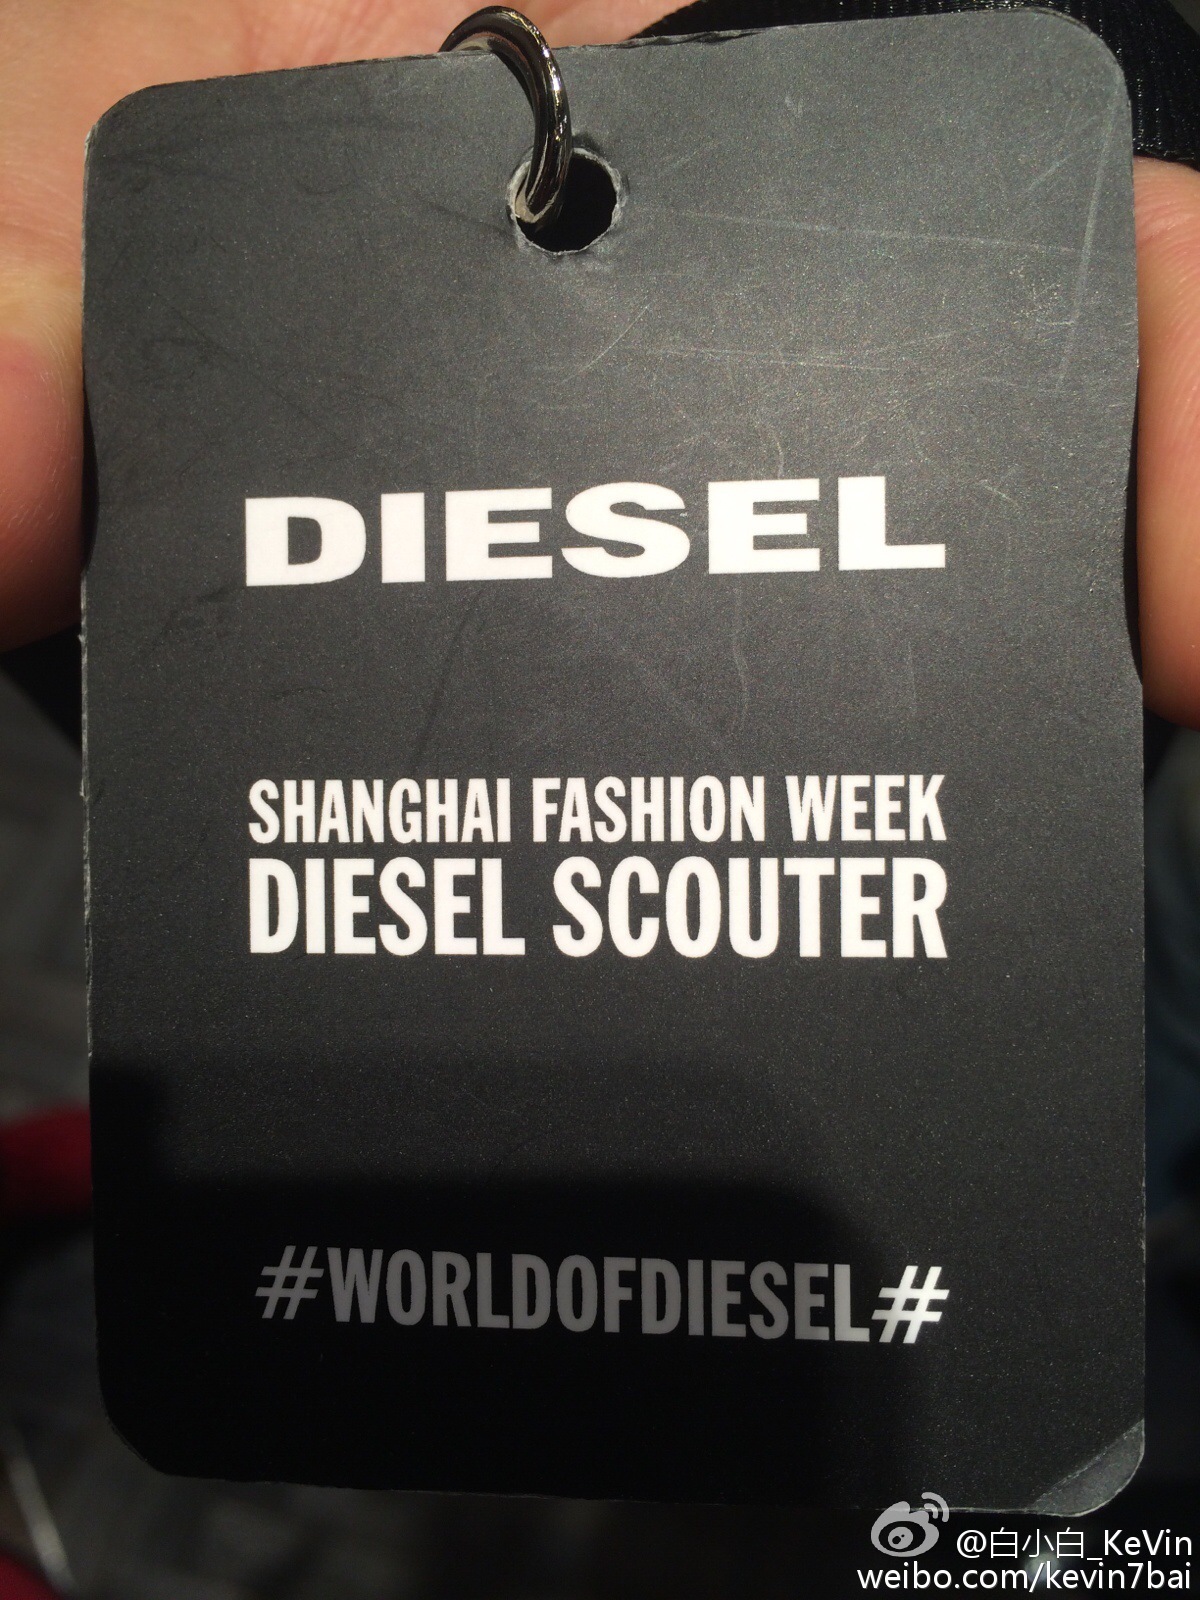 DIESEL
SHANGHAI FASHION WEEK
DIESEL SCOUTER
#WORLDOFDIESEL#
@白小白_KeVin
weibo.com/kevin7bai